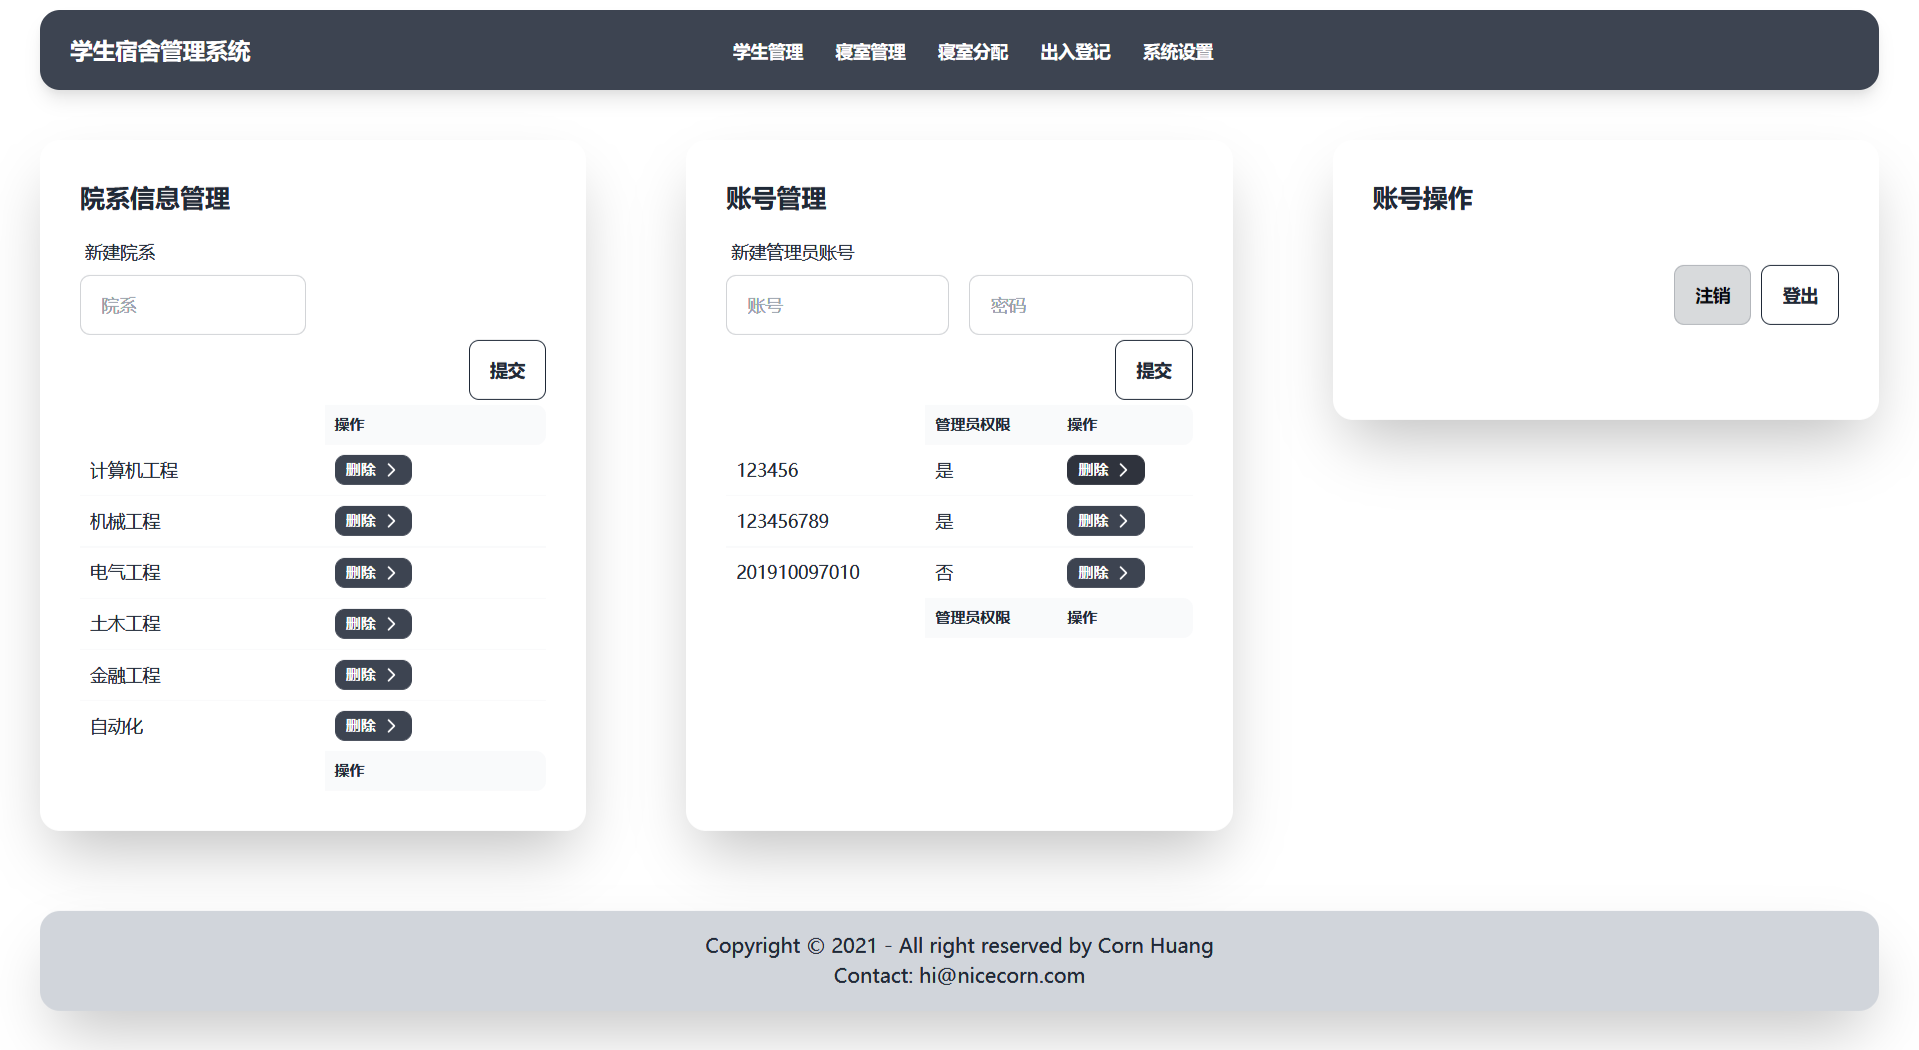 学生宿舍管理系统
学生管理 寝室管理 寝室分配 出入登记 系统设置
院系信息管理
新建院系
院系
提交
操作
计算机工程 删除
机械工程 删除
电气工程 删除
土木工程 删除
金融工程 删除
自动化 删除
操作
账号管理
新建管理员账号
账号 密码
提交
管理员权限 操作
123456 是 删除
123456789 是 删除
201910097010 否 删除
管理员权限 操作
账号操作
注销 登出
Copyright © 2021 - All right reserved by Corn Huang
Contact: hi@nicecorn.com